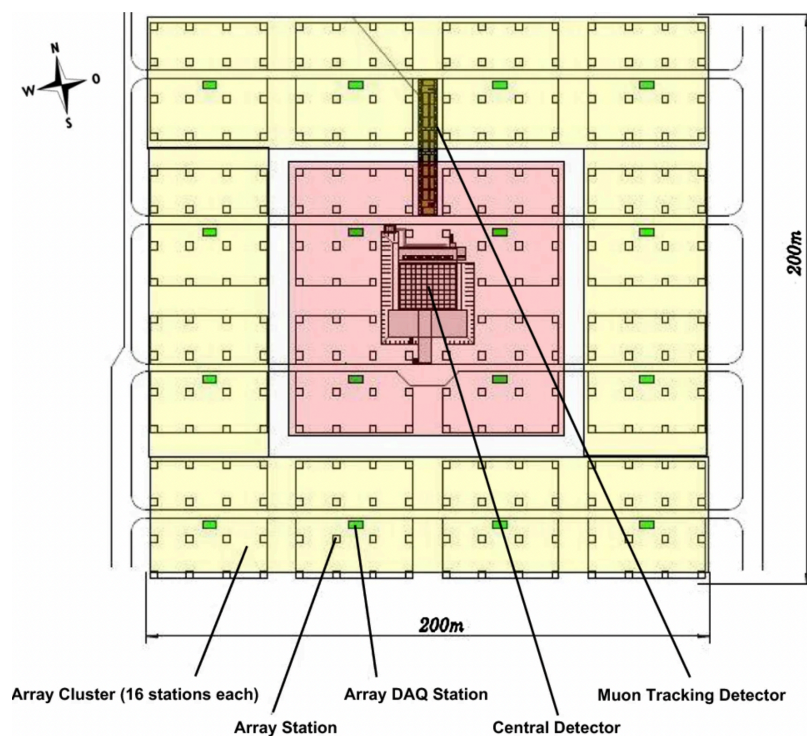 N
W O
S
200m
200m
Array Cluster (16 stations each)
Array DAQ Station
Muon Tracking Detector
Array Station
Central Detector